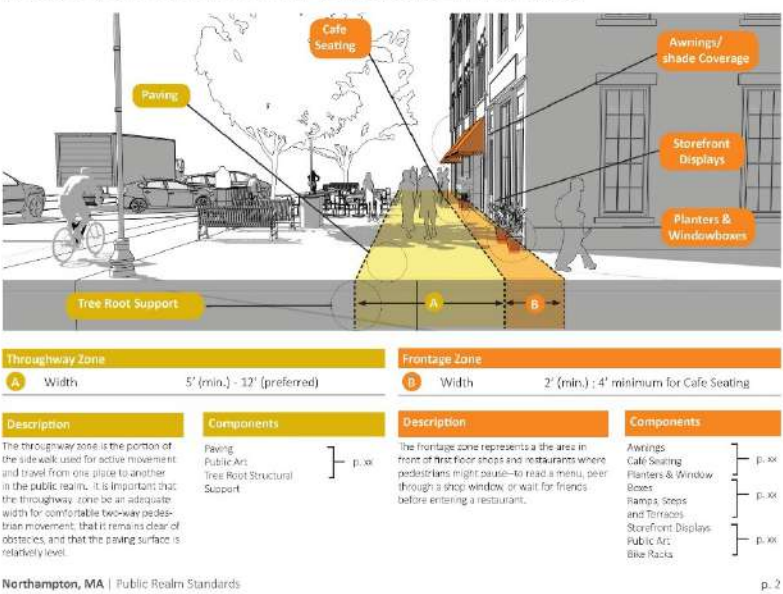 Cafe
Seating
Awnings/
shade Coverage
Paving
Storefront
Displays
Planters &
Windowboxes
Tree Root Support
A
B
Throughway Zone
A Width 5' (min.) - 12' (preferred)
Frontage Zone
B Width 2' (min.) ; 4' minimum for Cafe Seating
Description
The throughway zone is the portion of
the sidewalk used for active movement
and travel from one place to another
in the public realm. It is important that
the throughway zone be an adequate
width for comfortable two-way pedes-
trian movement, that it remains clear of
obstacles, and that the paving surface is
relatively level.
Components
Paving
Public Art
Tree Root Structural
Support
p. xx
Description
The frontage zone represents the a area in
front of first floor shops and restaurants where
pedestrians might pause—to read a menu, peer
through a shop window, or wait for friends
before entering a restaurant.
Components
Awnings
Café Seating
Planters & Window
Boxes
Ramps, Steps
and Terraces
Storefront Displays
Public Art
Bike Racks
p. xx
p. xx
p. xx
Northampton, MA | Public Realm Standards
p. 2